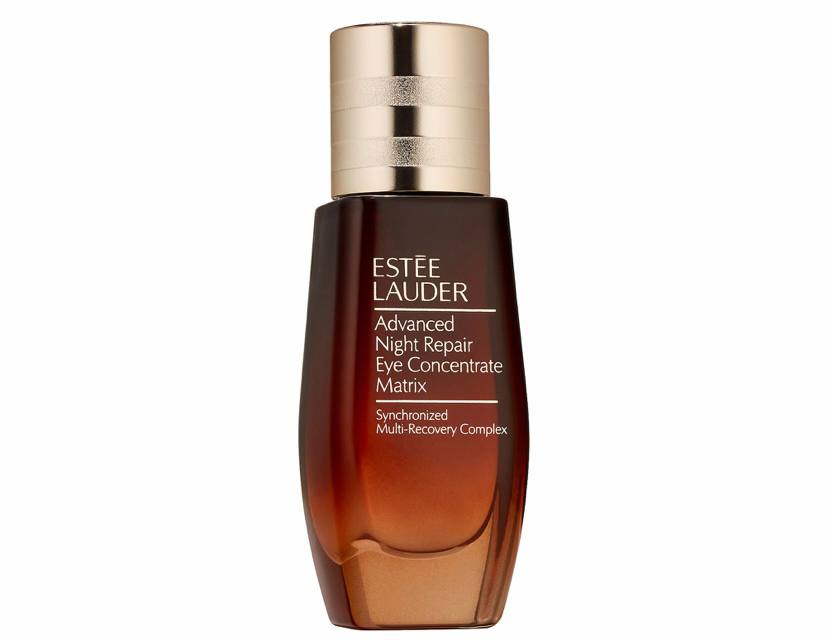 ESTĒE
LAUDER
Advanced
Night Repair
Eye Concentrate
Matrix
Synchronized
Multi-Recovery Complex